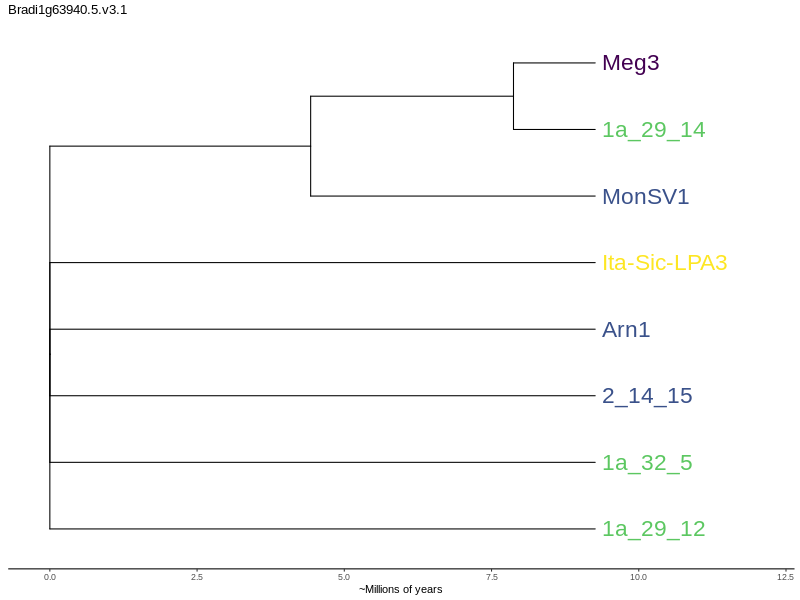 Bradi1g63940.5.v3.1
Meg3
1a_29_14
MonSV1
Ita-Sic-LPA3
Arn1
2_14_15
1a_32_5
1a_29_12
0.0 2.5 5.0 7.5 10.0 12.5
~Millions of years